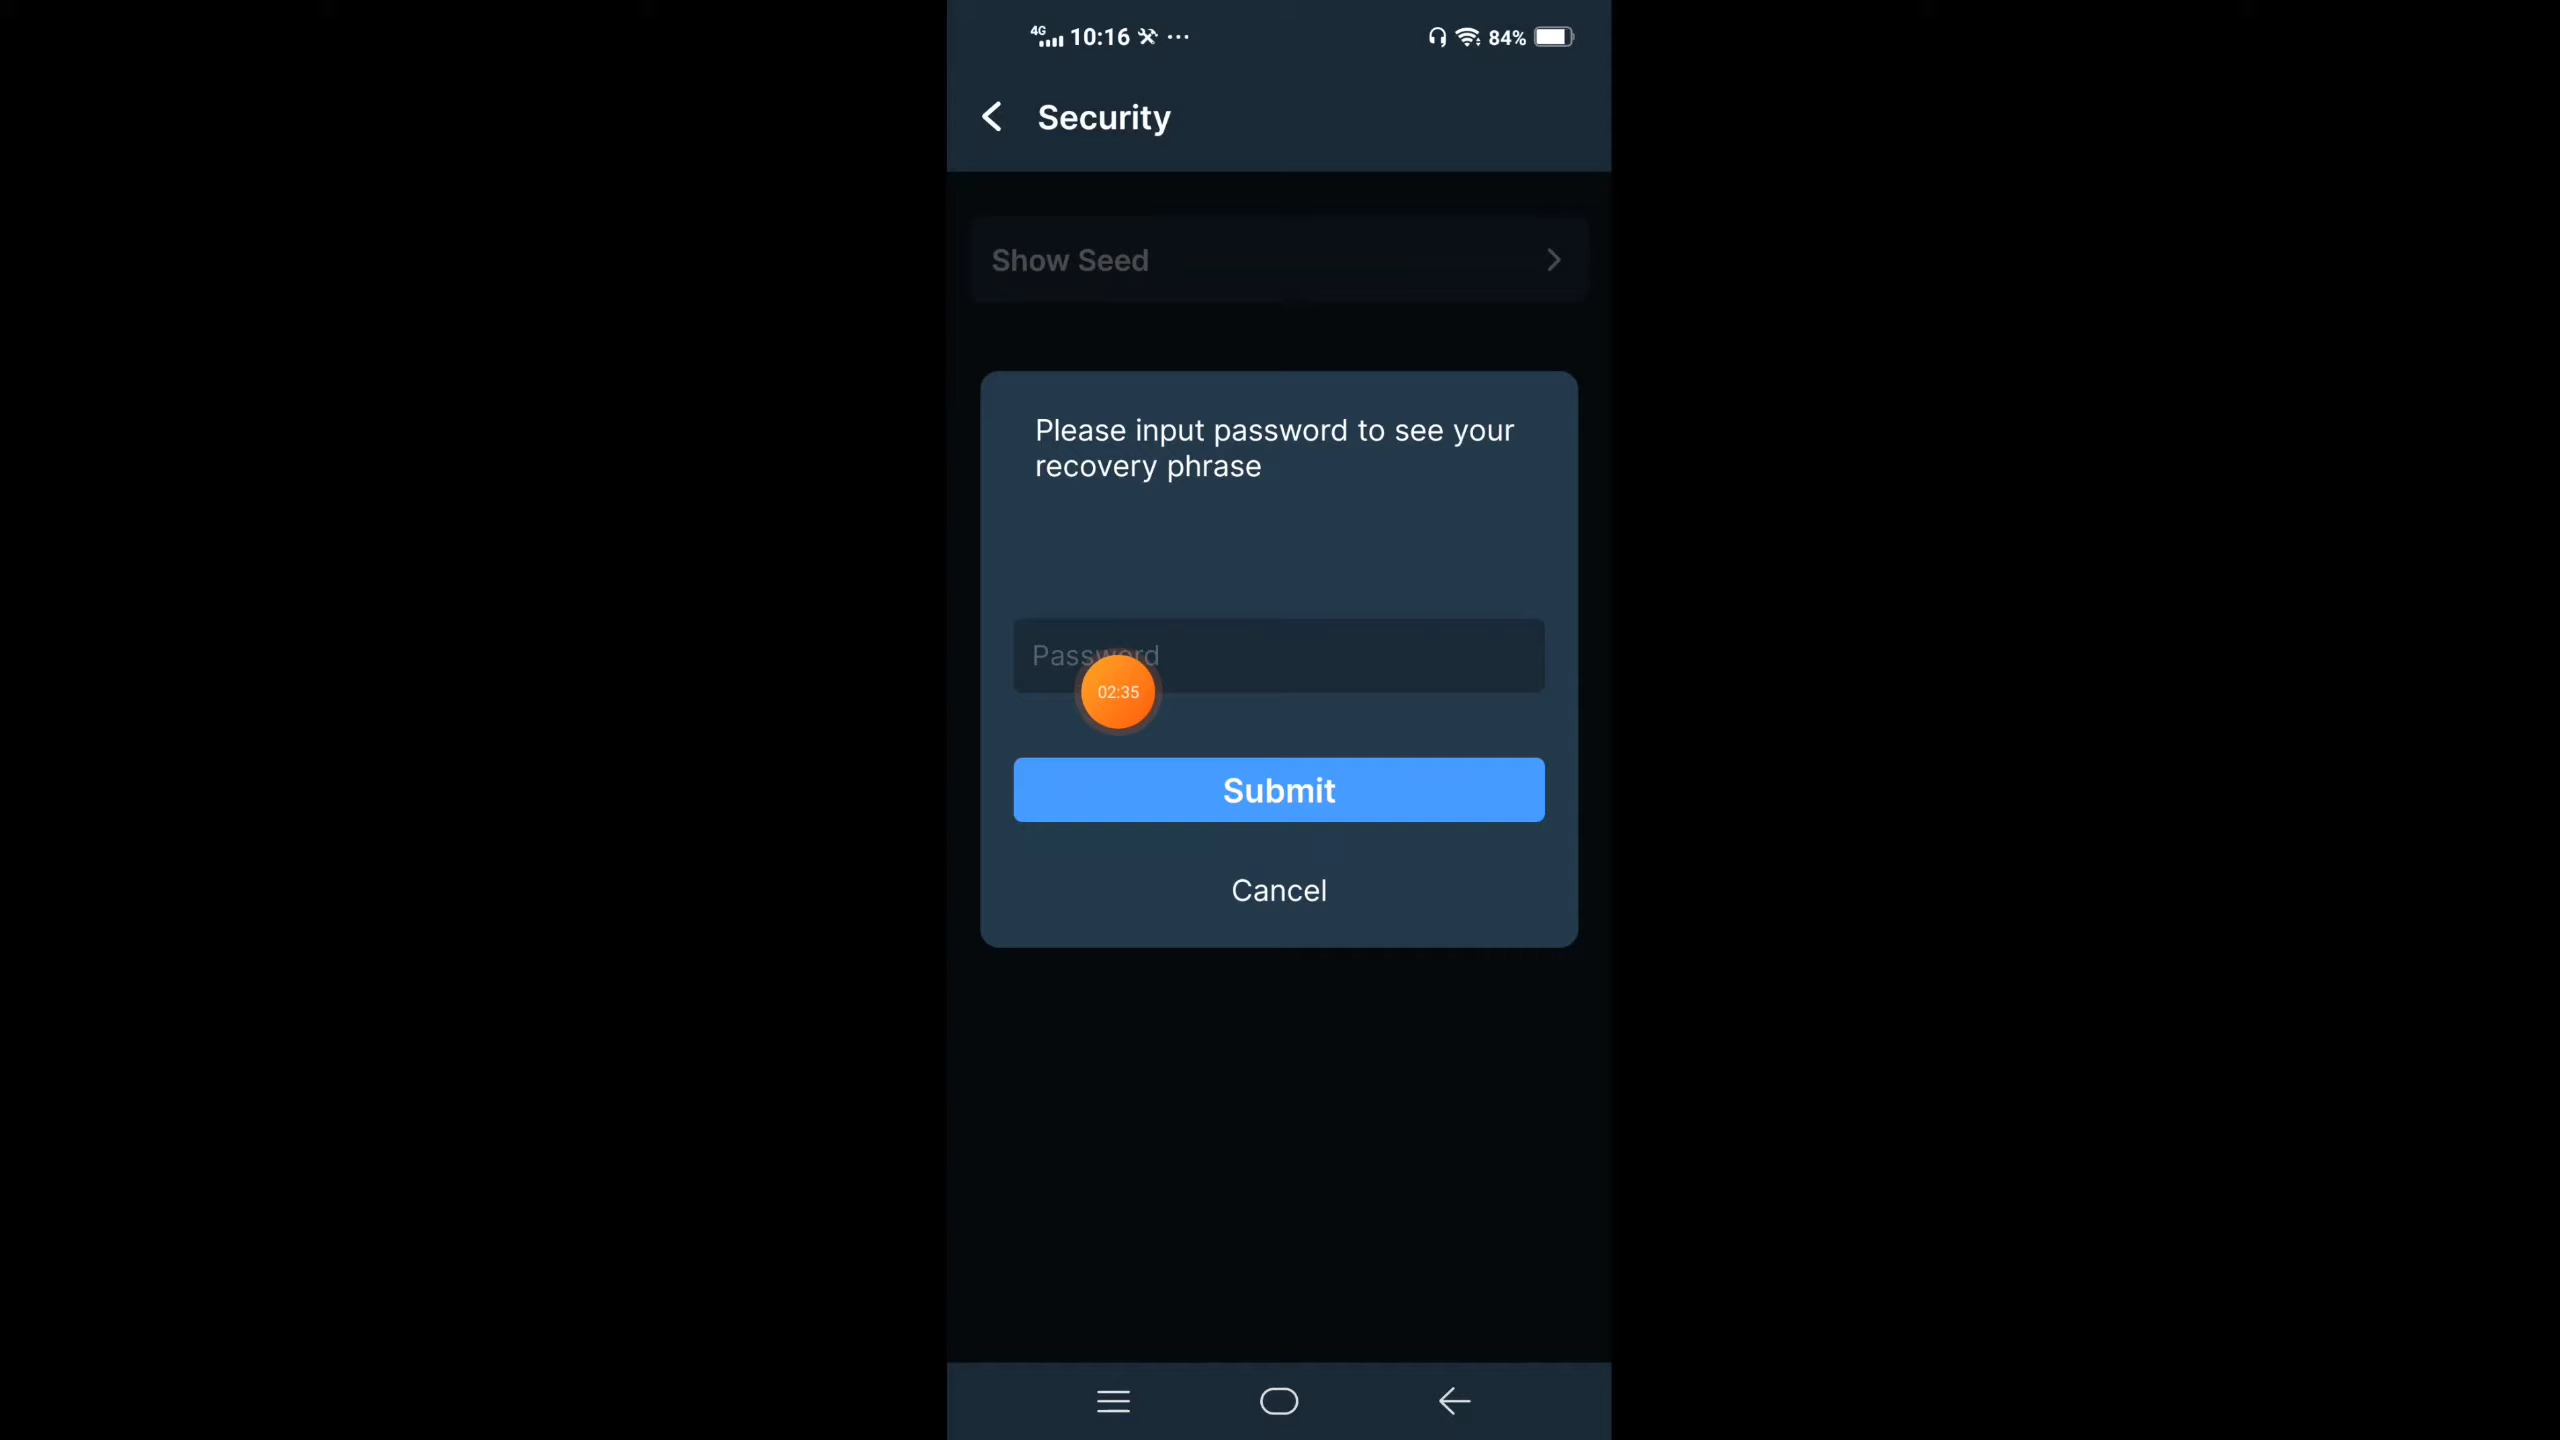 4G 10:16 ... 84%
Security
Show Seed
Please input password to see your
recovery phrase
Password
02:35
Submit
Cancel